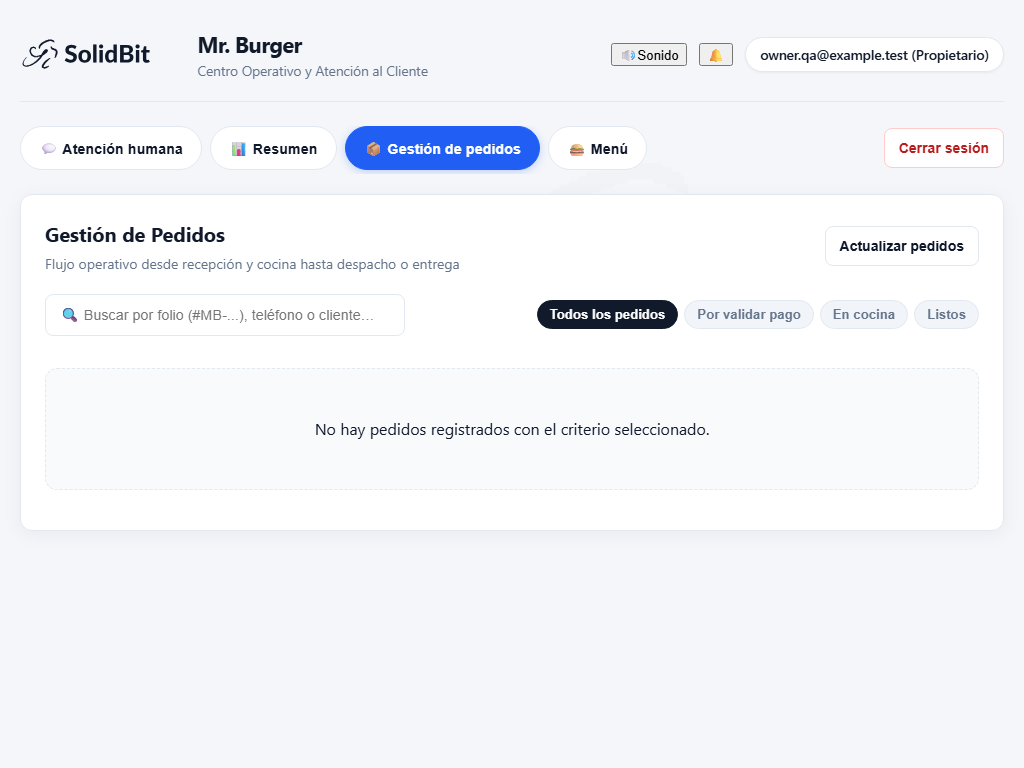 SolidBit
Mr. Burger
Centro Operativo y Atención al Cliente
Sonido
owner.qa@example.test (Propietario)
Atención humana
Resumen
Gestión de pedidos
Menú
Cerrar sesión
Gestión de Pedidos
Flujo operativo desde recepción y cocina hasta despacho o entrega
Actualizar pedidos
Buscar por folio (#MB-...), teléfono o cliente...
Todos los pedidos
Por validar pago
En cocina
Listos
No hay pedidos registrados con el criterio seleccionado.